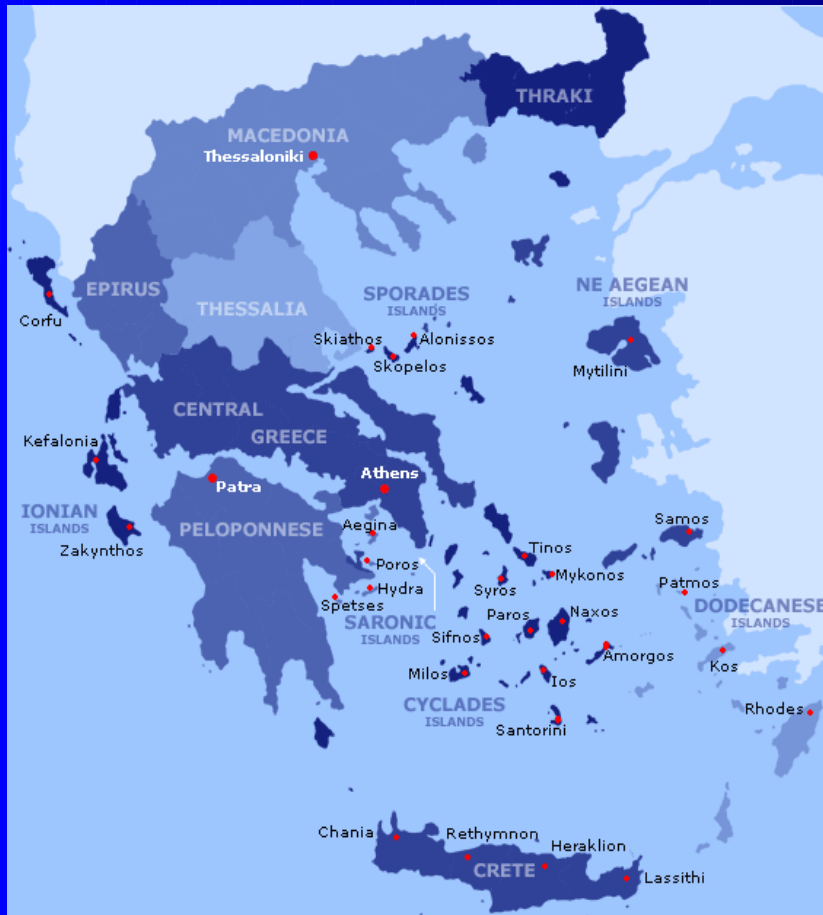 THRAKI
MACEDONIA
Thessaloniki
EPIRUS
THESSALIA
SPORADES
ISLANDS
NE AEGEAN
ISLANDS
Corfu
Skiathos
Alonissos
Skopelos
Mytilini
CENTRAL
GREECE
Kefalonia
Athens
Patra
IONIAN
ISLANDS
PELOPONNESE
Zakynthos
Aegina
Samos
Tinos
Poros
Mykonos
Syros
Patmos
Hydra
Spetses
SARONIC
ISLANDS
Paros
Naxos
DODECANESE
ISLANDS
Sifnos
Amorgos
Kos
Milos
Ios
CYCLADES
ISLANDS
Santorini
Rhodes
Chania
Rethymnon
Heraklion
CRETE
Lassithi